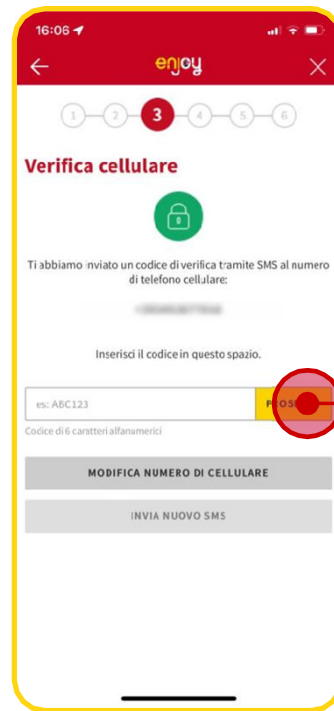 16:06
enjoy
1 2 3 4 5 6
Verifica cellulare
Ti abbiamo inviato un codice di verifica tramite SMS al numero
di telefono cellulare:
Inserisci il codice in questo spazio.
es: ABC123
Codice di 6 caratteri alfanumerici
MODIFICA NUMERO DI CELLULARE
INVIA NUOVO SMS